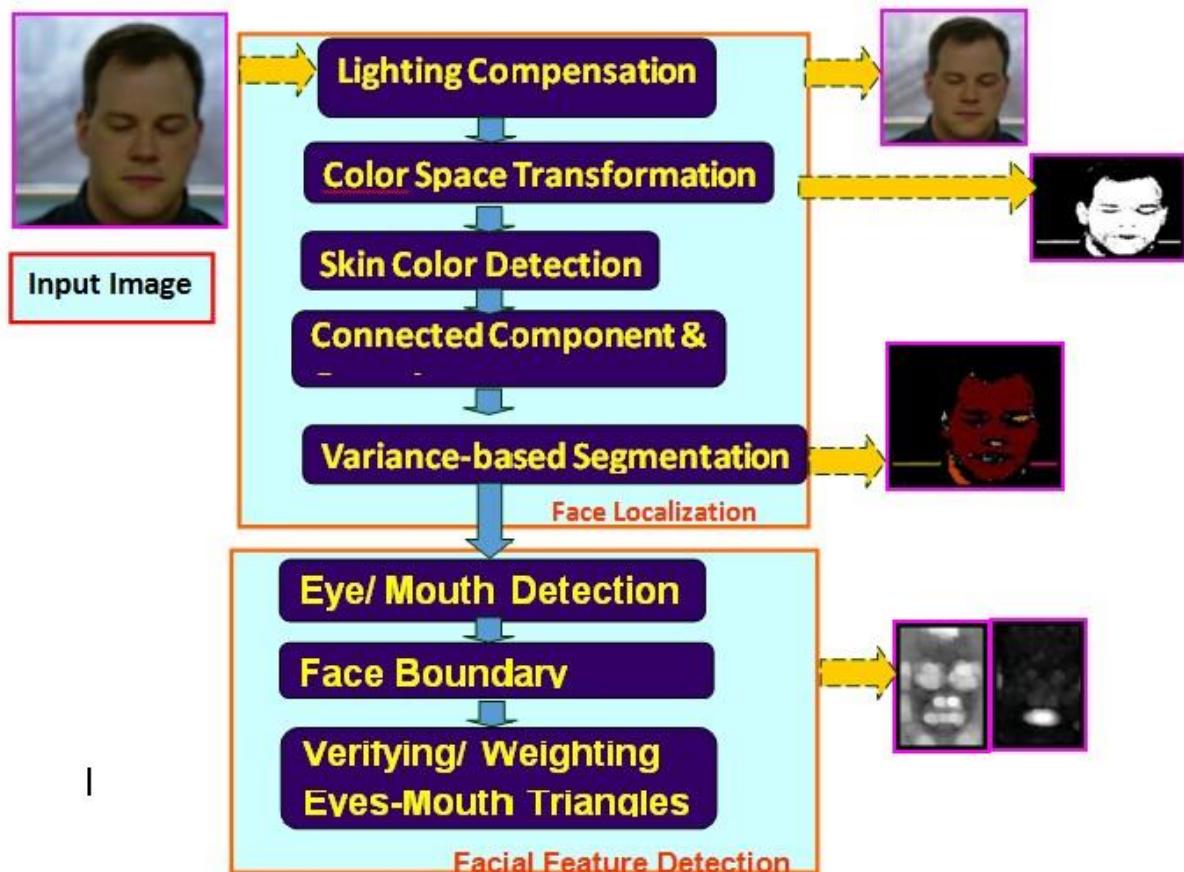 Lighting Compensation
Color Space Transformation
Input Image
Skin Color Detection
Connected Component &
Variance-based Segmentation
Face Localization
Eye/ Mouth Detection
Face Boundary
Verifying/ Weighting
Eyes-Mouth Triangles
Facial Feature Detection